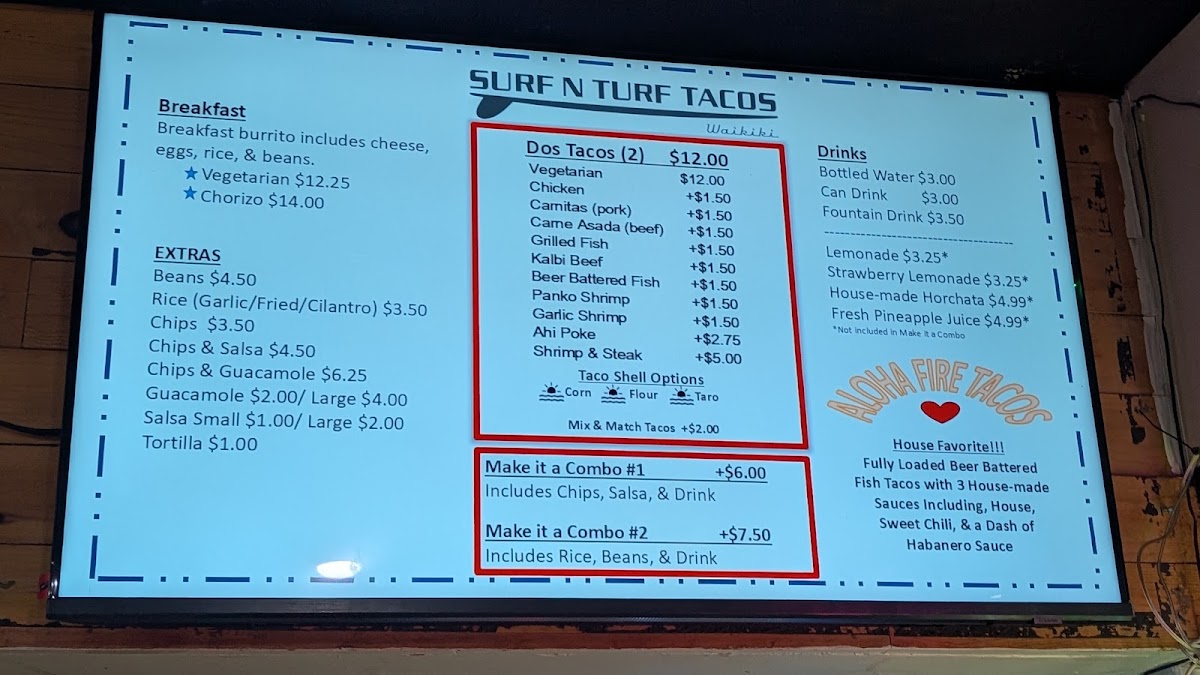 SURF N TURF TACOS
Waikiki
Breakfast
Breakfast burrito includes cheese,
eggs, rice, & beans.
Vegetarian $12.25
Chorizo $14.00
EXTRAS
Beans $4.50
Rice (Garlic/Fried/Cilantro) $3.50
Chips $3.50
Chips & Salsa $4.50
Chips & Guacamole $6.25
Guacamole $2.00/ Large $4.00
Salsa Small $1.00/ Large $2.00
Tortilla $1.00
Dos Tacos (2) $12.00
Vegetarian $12.00
Chicken +$1.50
Carnitas (pork) +$1.50
Carne Asada (beef) +$1.50
Grilled Fish +$1.50
Kalbi Beef +$1.50
Beer Battered Fish +$1.50
Panko Shrimp +$1.50
Garlic Shrimp +$1.50
Ahi Poke +$2.75
Shrimp & Steak +$5.00
Taco Shell Options
Corn Flour Taro
Mix & Match Tacos +$2.00
Make it a Combo #1 +$6.00
Includes Chips, Salsa, & Drink
Make it a Combo #2 +$7.50
Includes Rice, Beans, & Drink
Drinks
Bottled Water $3.00
Can Drink $3.00
Fountain Drink $3.50
------------------------------------
Lemonade $3.25*
Strawberry Lemonade $3.25*
House-made Horchata $4.99*
Fresh Pineapple Juice $4.99*
*Not included in Make It a Combo
ALOHA FIRE TACOS
House Favorite!!!
Fully Loaded Beer Battered
Fish Tacos with 3 House-made
Sauces Including, House,
Sweet Chili, & a Dash of
Habanero Sauce